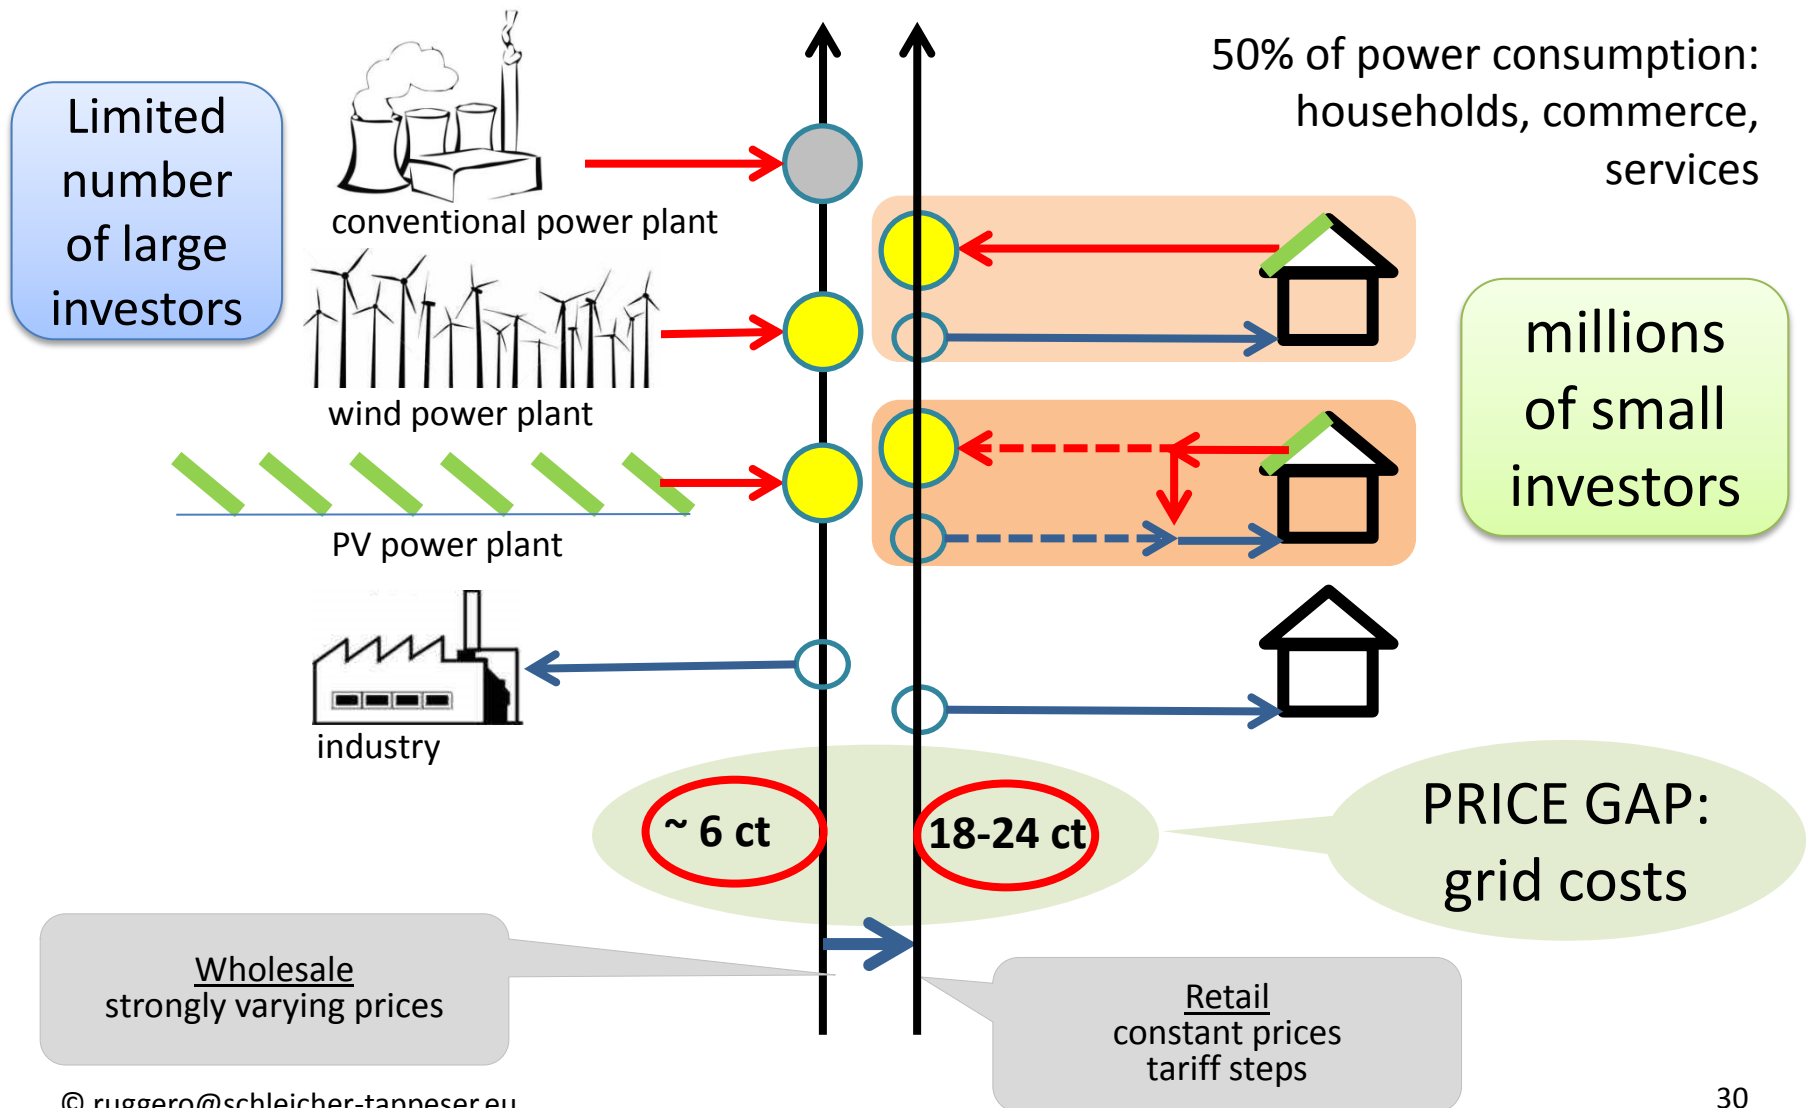 Limited
number
of large
investors
conventional power plant
wind power plant
PV power plant
industry
50% of power consumption:
households, commerce,
services
millions
of small
investors
~ 6 ct
18-24 ct
PRICE GAP:
grid costs
Wholesale
strongly varying prices
Retail
constant prices
tariff steps
© ruggero@schleicher-tappeser.eu
30